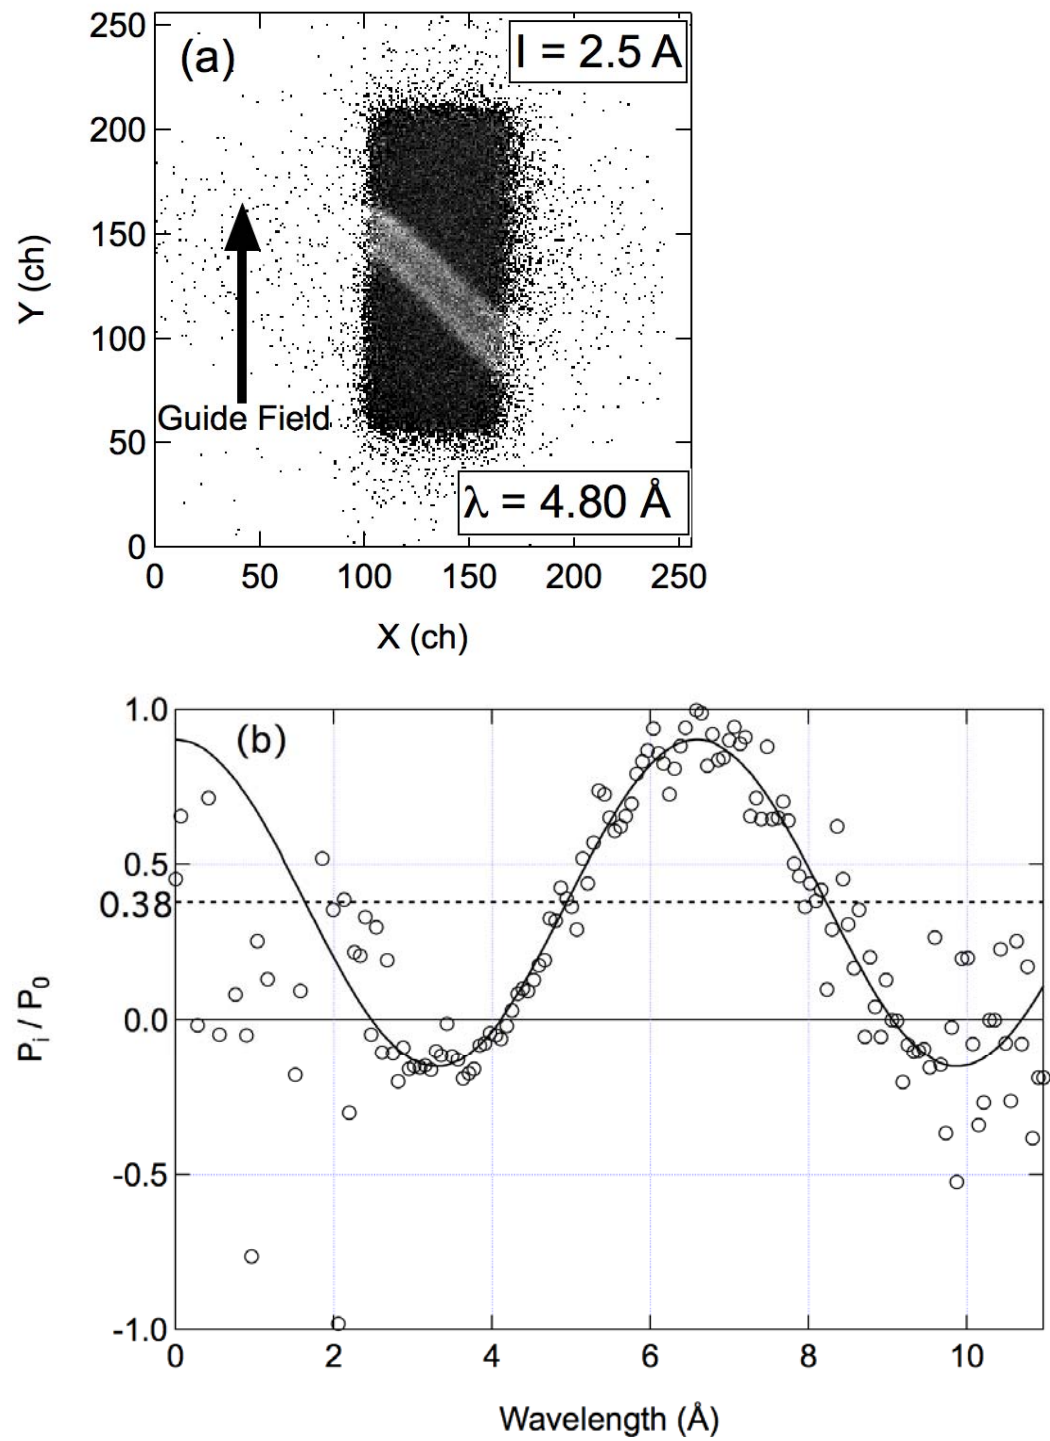 (a)
I = 2.5 A
250
200
150
100
50
0
Y (ch)
Guide Field
λ = 4.80 Å
0 50 100 150 200 250
X (ch)
(b)
1.0
0.5
0.38
0.0
-0.5
-1.0
Pi / P0
0 2 4 6 8 10
Wavelength (Å)